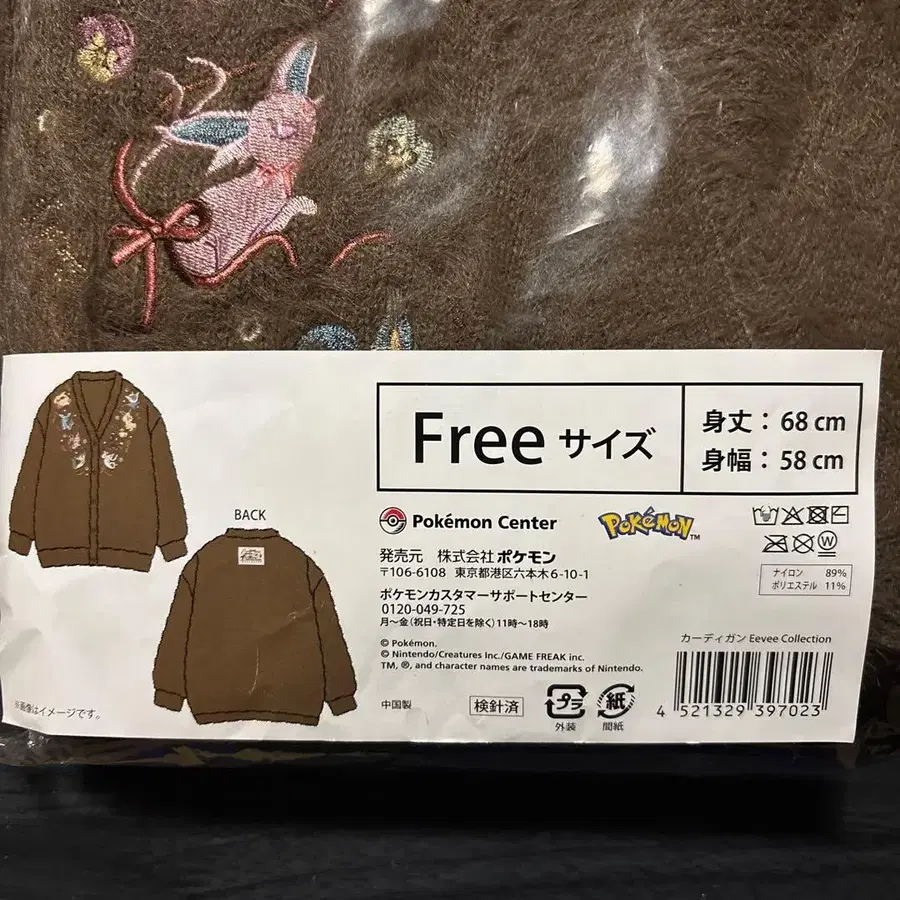 Free サイズ
身丈： 68 cm
身幅： 58 cm
BACK
Pokémon Center
POKéMON™
発売元　株式会社ポケモン
〒106-6108　東京都港区六本木6-10-1
ポケモンカスタマーサポートセンター
0120-049-725
月～金（祝日・特定日を除く）11時～18時
ナイロン　89%
ポリエステル　11%
© Pokémon.
© Nintendo/Creatures Inc./GAME FREAK inc.
TM, ®, and character names are trademarks of Nintendo.
カーディガン Eevee Collection
4 521329 397023
※画像はイメージです。
中国製
検針済
プラ
外装
紙
間紙